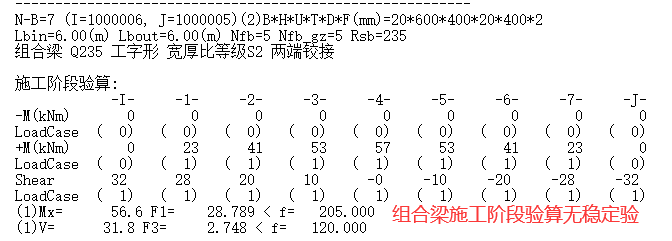 ---------------------------------------------------------
N-B=7 (I=1000006, J=1000005)(2)B*H*U*T*D*F(mm)=20*600*400*20*400*2
Lbin=6.00(m) Lbout=6.00(m) Nfb=5 Nfb_gz=5 Rsb=235
组合梁 Q235 工字形 宽厚比等级S2 两端铰接
施工阶段验算:
-I- -1- -2- -3- -4- -5- -6- -7- -J-
-M(kNm) 0 0 0 0 0 0 0 0 0
LoadCase ( 0) ( 0) ( 0) ( 0) ( 0) ( 0) ( 0) ( 0) ( 0)
+M(kNm) 0 23 41 53 57 53 41 23 0
LoadCase ( 0) ( 1) ( 1) ( 1) ( 1) ( 1) ( 1) ( 1) ( 0)
Shear 32 28 20 10 -0 -10 -20 -28 -32
LoadCase ( 1) ( 1) ( 1) ( 1) ( 1) ( 1) ( 1) ( 1) ( 1)
(1)Mx= 56.6 F1= 28.789 < f= 205.000
(1)V= 31.8 F3= 2.748 < f= 120.000
组合梁施工阶段验算无稳定验